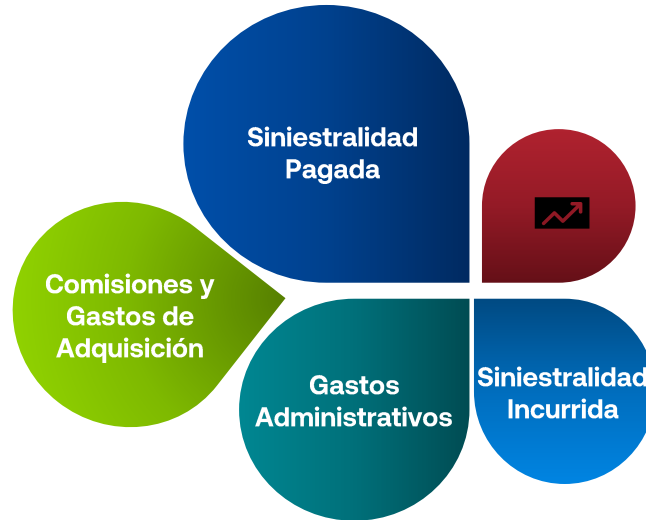 Siniestralidad
Pagada
Comisiones y
Gastos de
Adquisición
Gastos
Administrativos
Siniestralidad
Incurrida